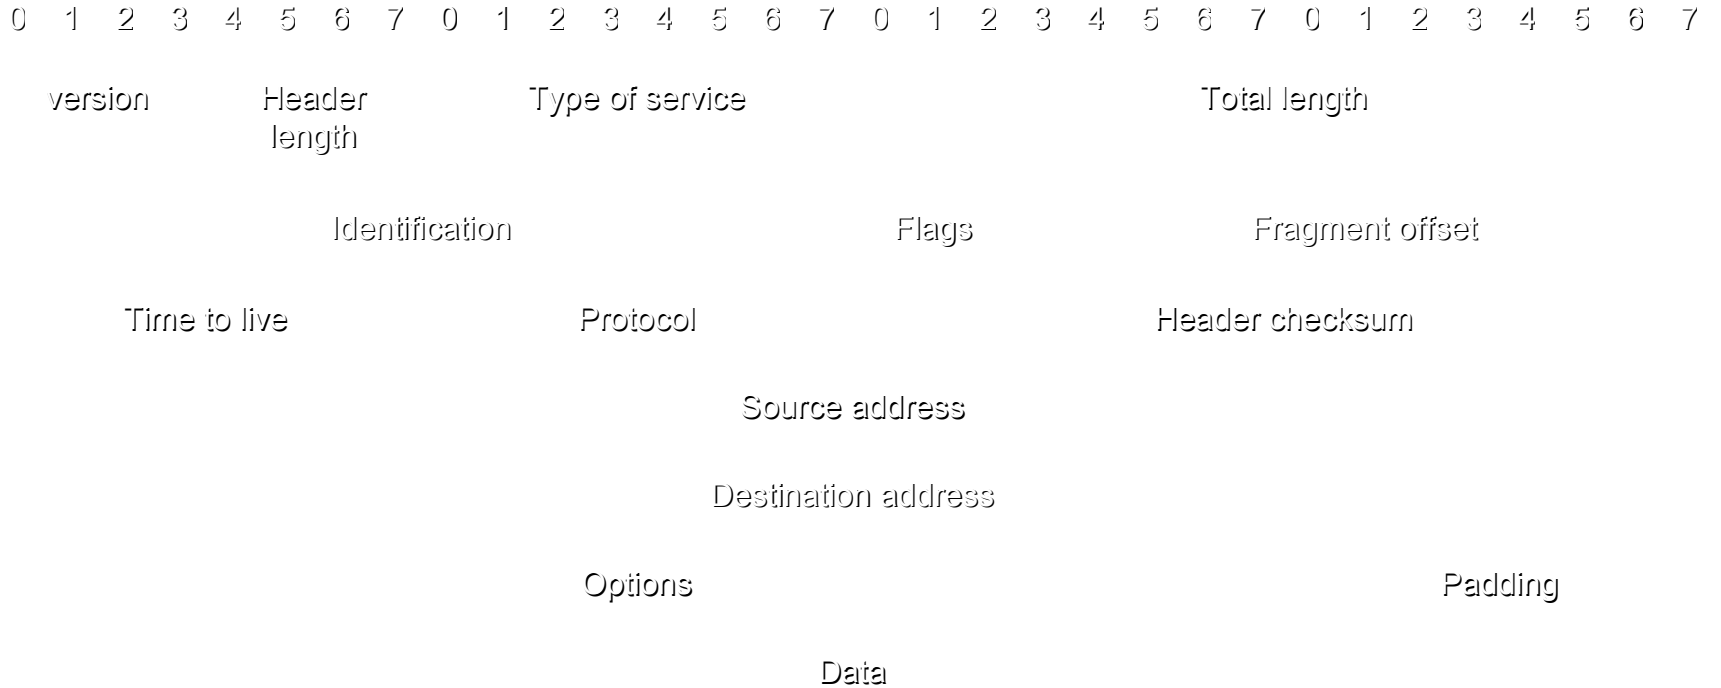 0 1 2 3 4 5 6 7 0 1 2 3 4 5 6 7 0 1 2 3 4 5 6 7 0 1 2 3 4 5 6 7
version Header length Type of service Total length
Identification Flags Fragment offset
Time to live Protocol Header checksum
Source address
Destination address
Options Padding
Data